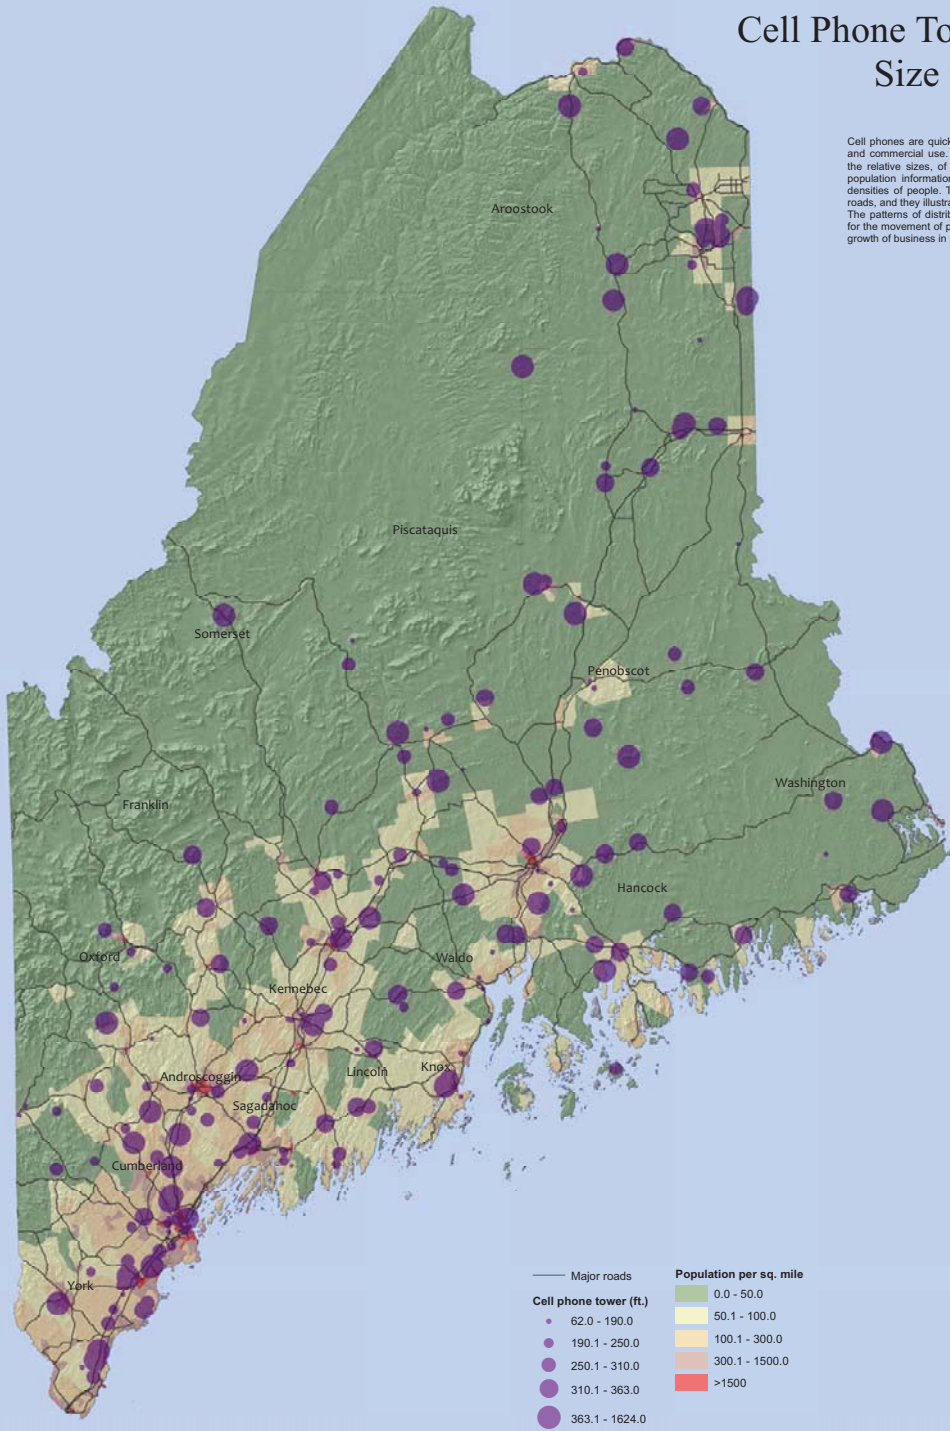 Cell Phone To
Size
Cell phones are quick
and commercial use.
the relative sizes, of
population information
densities of people. T
roads, and they illustra
The patterns of distrib
for the movement of p
growth of business in
Aroostook
Piscataquis
Somerset
Penobscot
Washington
Franklin
Hancock
Oxford
Waldo
Kennebec
Knox
Lincoln
Androscoggin
Sagadahoc
Cumberland
York
Major roads
Cell phone tower (ft.)
62.0 - 190.0
190.1 - 250.0
250.1 - 310.0
310.1 - 363.0
363.1 - 1624.0
Population per sq. mile
0.0 - 50.0
50.1 - 100.0
100.1 - 300.0
300.1 - 1500.0
>1500